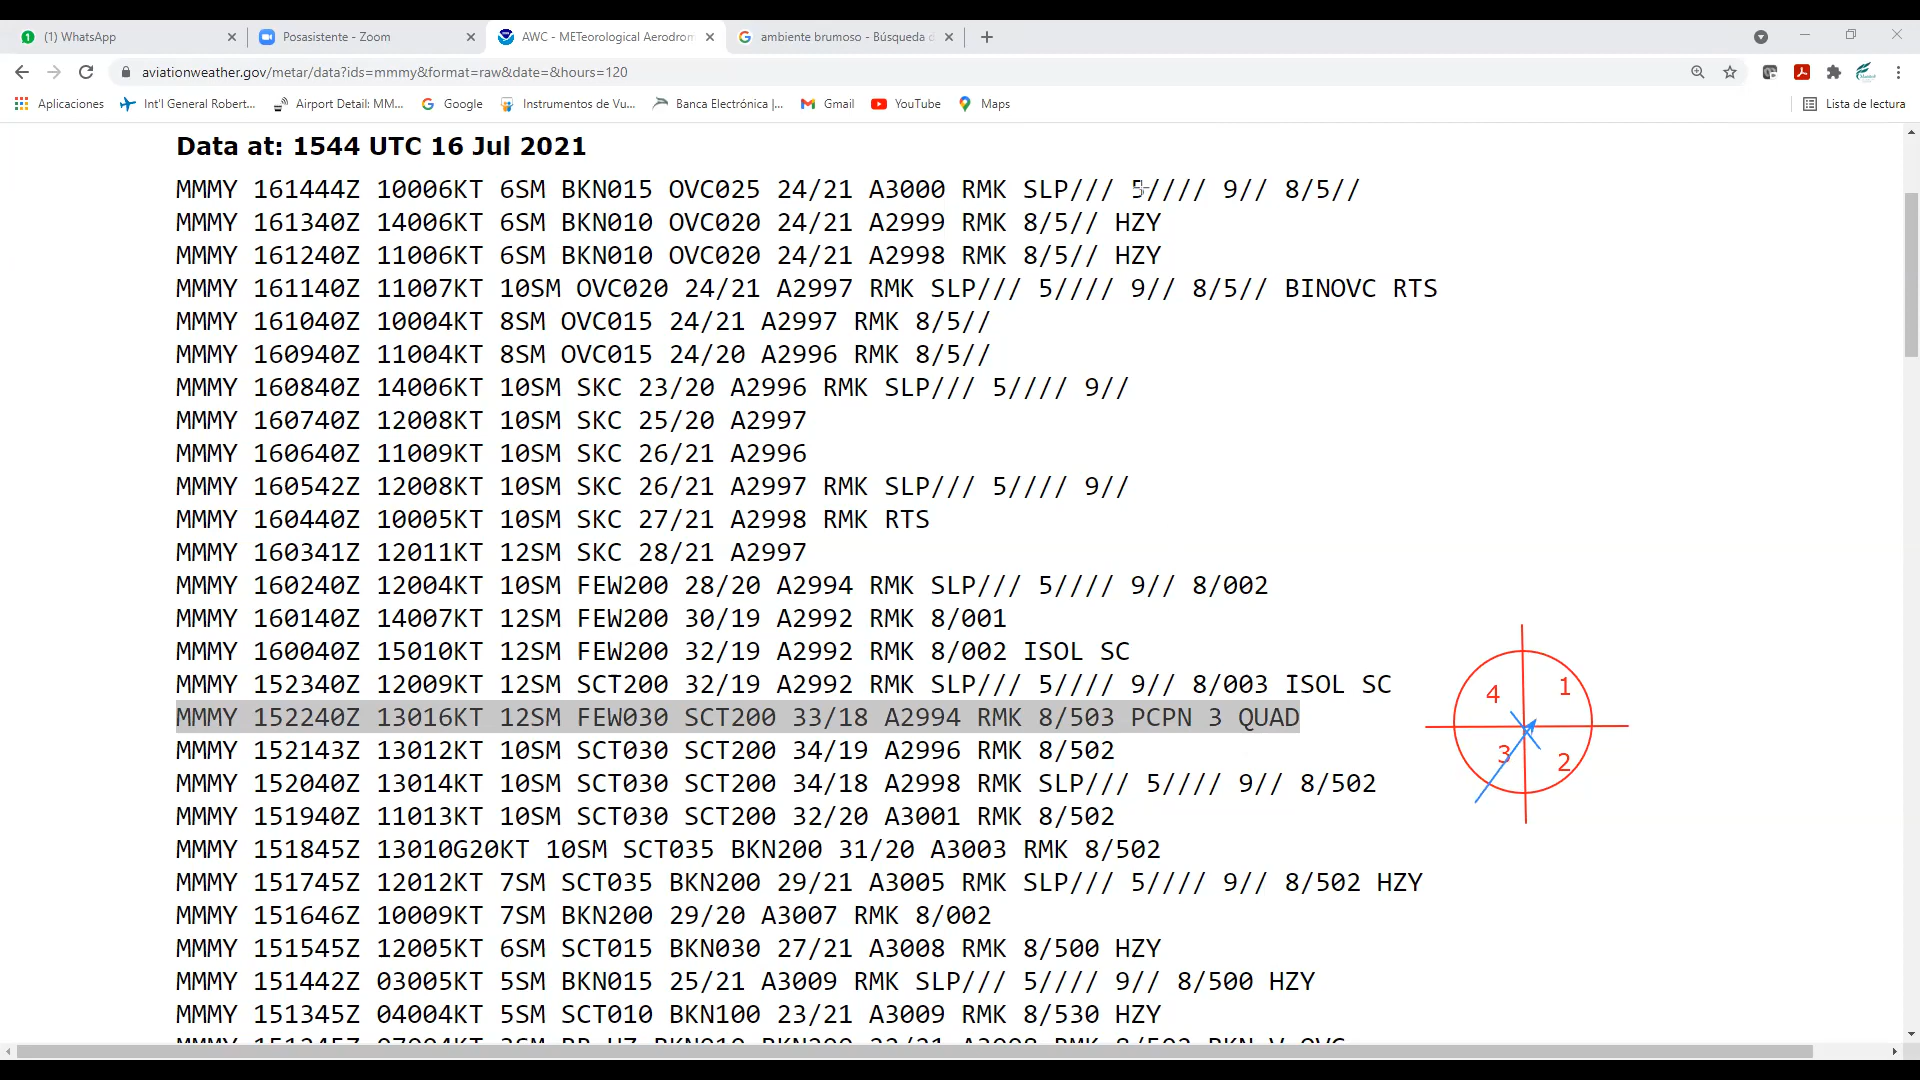 (1) WhatsApp
Posasistente - Zoom
AWC - METeorological Aerodrom
ambiente brumoso - Búsqueda d
aviationweather.gov/metar/data?ids=mmmy&format=raw&date=&hours=120
Aplicaciones
Int'l General Robert...
Airport Detail: MM...
Google
Instrumentos de Vu...
Banca Electrónica |...
Gmail
YouTube
Maps
Lista de lectura
Data at: 1544 UTC 16 Jul 2021
MMMY 161444Z 10006KT 6SM BKN015 OVC025 24/21 A3000 RMK SLP/// 5//// 9// 8/5//
MMMY 161340Z 14006KT 6SM BKN010 OVC020 24/21 A2999 RMK 8/5// HZY
MMMY 161240Z 11006KT 6SM BKN010 OVC020 24/21 A2998 RMK 8/5// HZY
MMMY 161140Z 11007KT 10SM OVC020 24/21 A2997 RMK SLP/// 5//// 9// 8/5// BINOVC RTS
MMMY 161040Z 10004KT 8SM OVC015 24/21 A2997 RMK 8/5//
MMMY 160940Z 11004KT 8SM OVC015 24/20 A2996 RMK 8/5//
MMMY 160840Z 14006KT 10SM SKC 23/20 A2996 RMK SLP/// 5//// 9//
MMMY 160740Z 12008KT 10SM SKC 25/20 A2997
MMMY 160640Z 11009KT 10SM SKC 26/21 A2996
MMMY 160542Z 12008KT 10SM SKC 26/21 A2997 RMK SLP/// 5//// 9//
MMMY 160440Z 10005KT 10SM SKC 27/21 A2998 RMK RTS
MMMY 160341Z 12011KT 12SM SKC 28/21 A2997
MMMY 160240Z 12004KT 10SM FEW200 28/20 A2994 RMK SLP/// 5//// 9// 8/002
MMMY 160140Z 14007KT 12SM FEW200 30/19 A2992 RMK 8/001
MMMY 160040Z 15010KT 12SM FEW200 32/19 A2992 RMK 8/002 ISOL SC
MMMY 152340Z 12009KT 12SM SCT200 32/19 A2992 RMK SLP/// 5//// 9// 8/003 ISOL SC
MMMY 152240Z 13016KT 12SM FEW030 SCT200 33/18 A2994 RMK 8/503 PCPN 3 QUAD
MMMY 152143Z 13012KT 10SM SCT030 SCT200 34/19 A2996 RMK 8/502
MMMY 152040Z 13014KT 10SM SCT030 SCT200 34/18 A2998 RMK SLP/// 5//// 9// 8/502
MMMY 151940Z 11013KT 10SM SCT030 SCT200 32/20 A3001 RMK 8/502
MMMY 151845Z 13010G20KT 10SM SCT035 BKN200 31/20 A3003 RMK 8/502
MMMY 151745Z 12012KT 7SM SCT035 BKN200 29/21 A3005 RMK SLP/// 5//// 9// 8/502 HZY
MMMY 151646Z 10009KT 7SM BKN200 29/20 A3007 RMK 8/002
MMMY 151545Z 12005KT 6SM SCT015 BKN030 27/21 A3008 RMK 8/500 HZY
MMMY 151442Z 03005KT 5SM BKN015 25/21 A3009 RMK SLP/// 5//// 9// 8/500 HZY
MMMY 151345Z 04004KT 5SM SCT010 BKN100 23/21 A3009 RMK 8/530 HZY
4 1
3 2